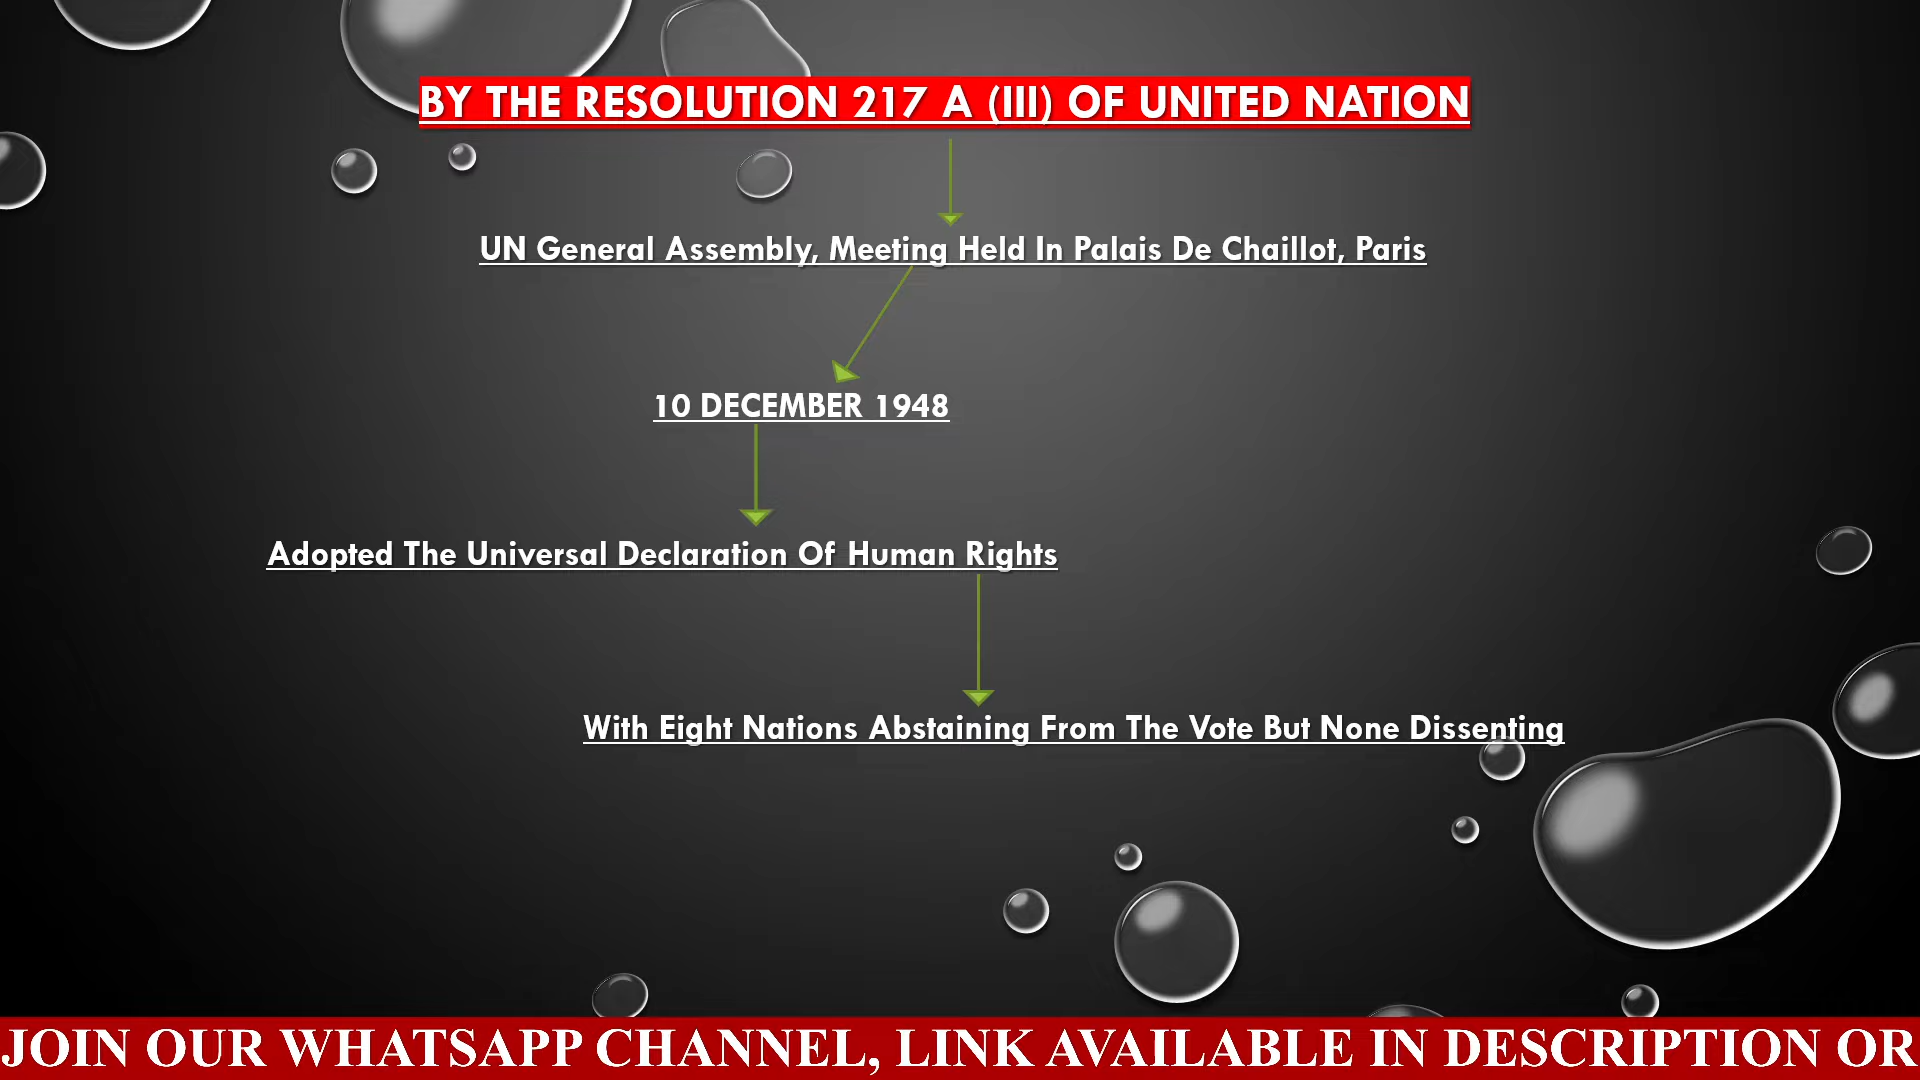 BY THE RESOLUTION 217 A (III) OF UNITED NATION
UN General Assembly, Meeting Held In Palais De Chaillot, Paris
10 DECEMBER 1948
Adopted The Universal Declaration Of Human Rights
With Eight Nations Abstaining From The Vote But None Dissenting
JOIN OUR WHATSAPP CHANNEL, LINK AVAILABLE IN DESCRIPTION OR